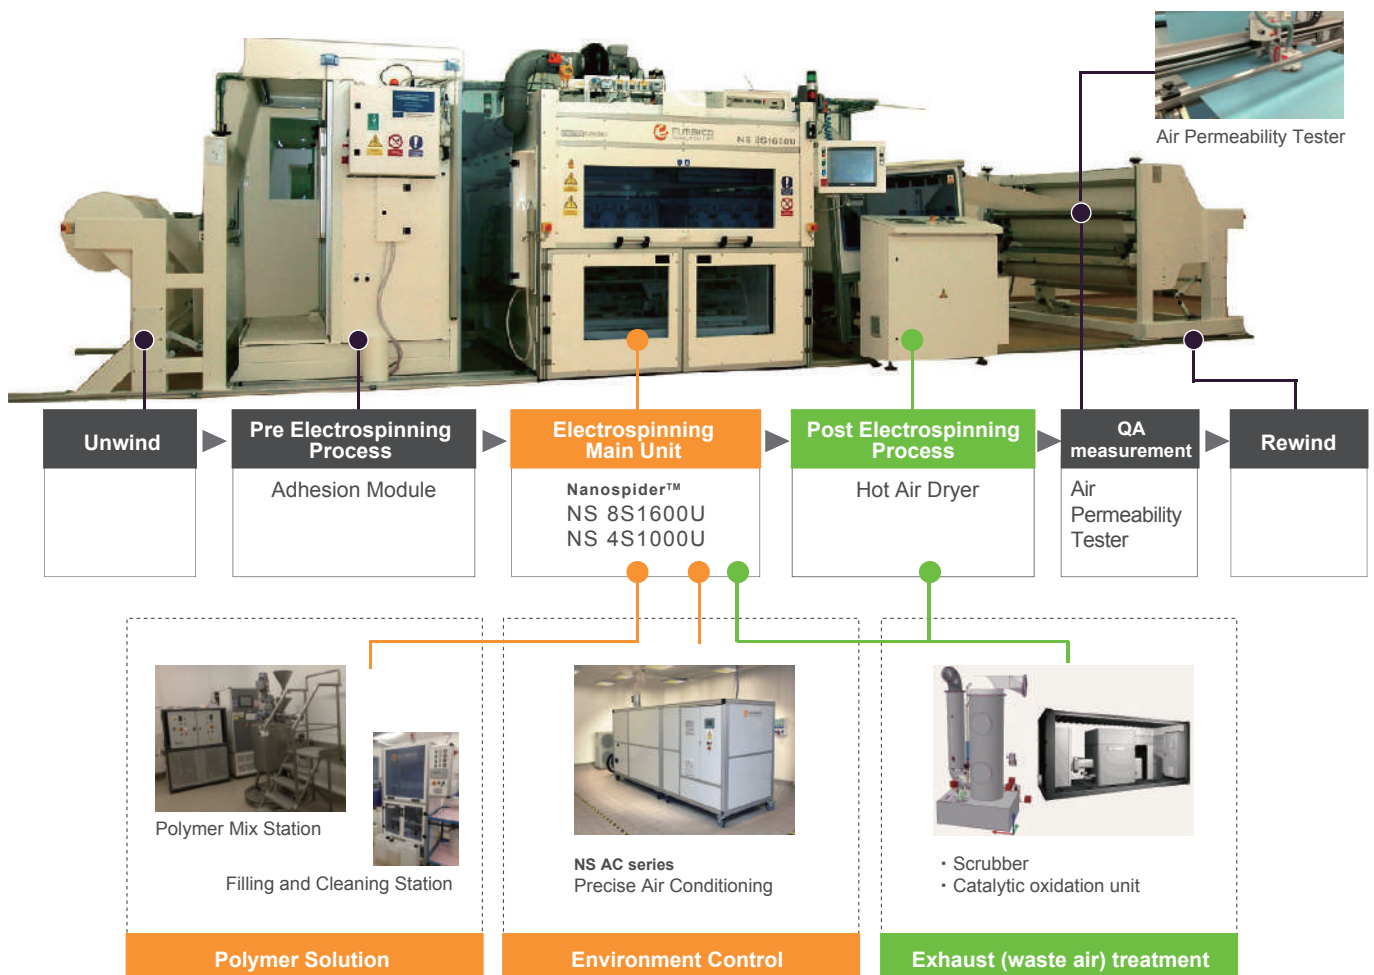 Air Permeability Tester
NS 8S1600U
Unwind
Pre Electrospinning
Process
Electrospinning
Main Unit
Post Electrospinning
Process
QA
measurement
Rewind
Adhesion Module
Nanospider™
NS 8S1600U
NS 4S1000U
Hot Air Dryer
Air
Permeability
Tester
Polymer Mix Station
Filling and Cleaning Station
NS AC series
Precise Air Conditioning
・Scrubber
・Catalytic oxidation unit
Polymer Solution
Environment Control
Exhaust (waste air) treatment